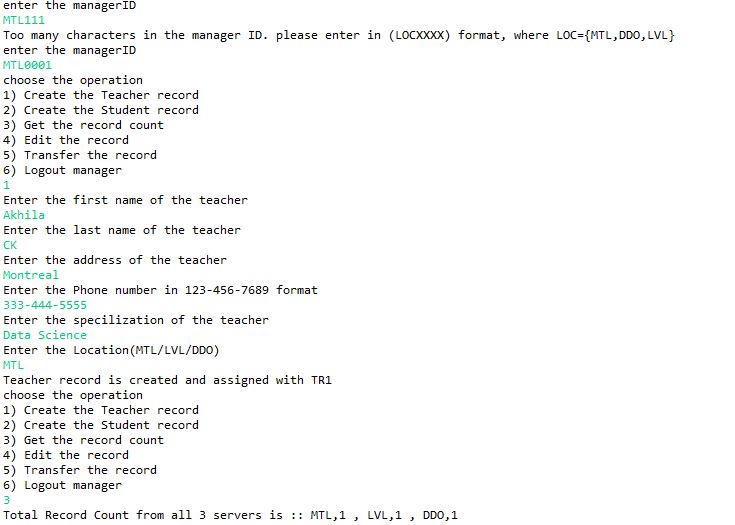 enter the managerID
MTL111
Too many characters in the manager ID. please enter in (LOCXXXX) format, where LOC={MTL,DDO,LVL}
enter the managerID
MTL0001
choose the operation
1) Create the Teacher record
2) Create the Student record
3) Get the record count
4) Edit the record
5) Transfer the record
6) Logout manager
1
Enter the first name of the teacher
Akhila
Enter the last name of the teacher
CK
Enter the address of the teacher
Montreal
Enter the Phone number in 123-456-7689 format
333-444-5555
Enter the specilization of the teacher
Data Science
Enter the Location(MTL/LVL/DDO)
MTL
Teacher record is created and assigned with TR1
choose the operation
1) Create the Teacher record
2) Create the Student record
3) Get the record count
4) Edit the record
5) Transfer the record
6) Logout manager
3
Total Record Count from all 3 servers is :: MTL,1 , LVL,1 , DDO,1